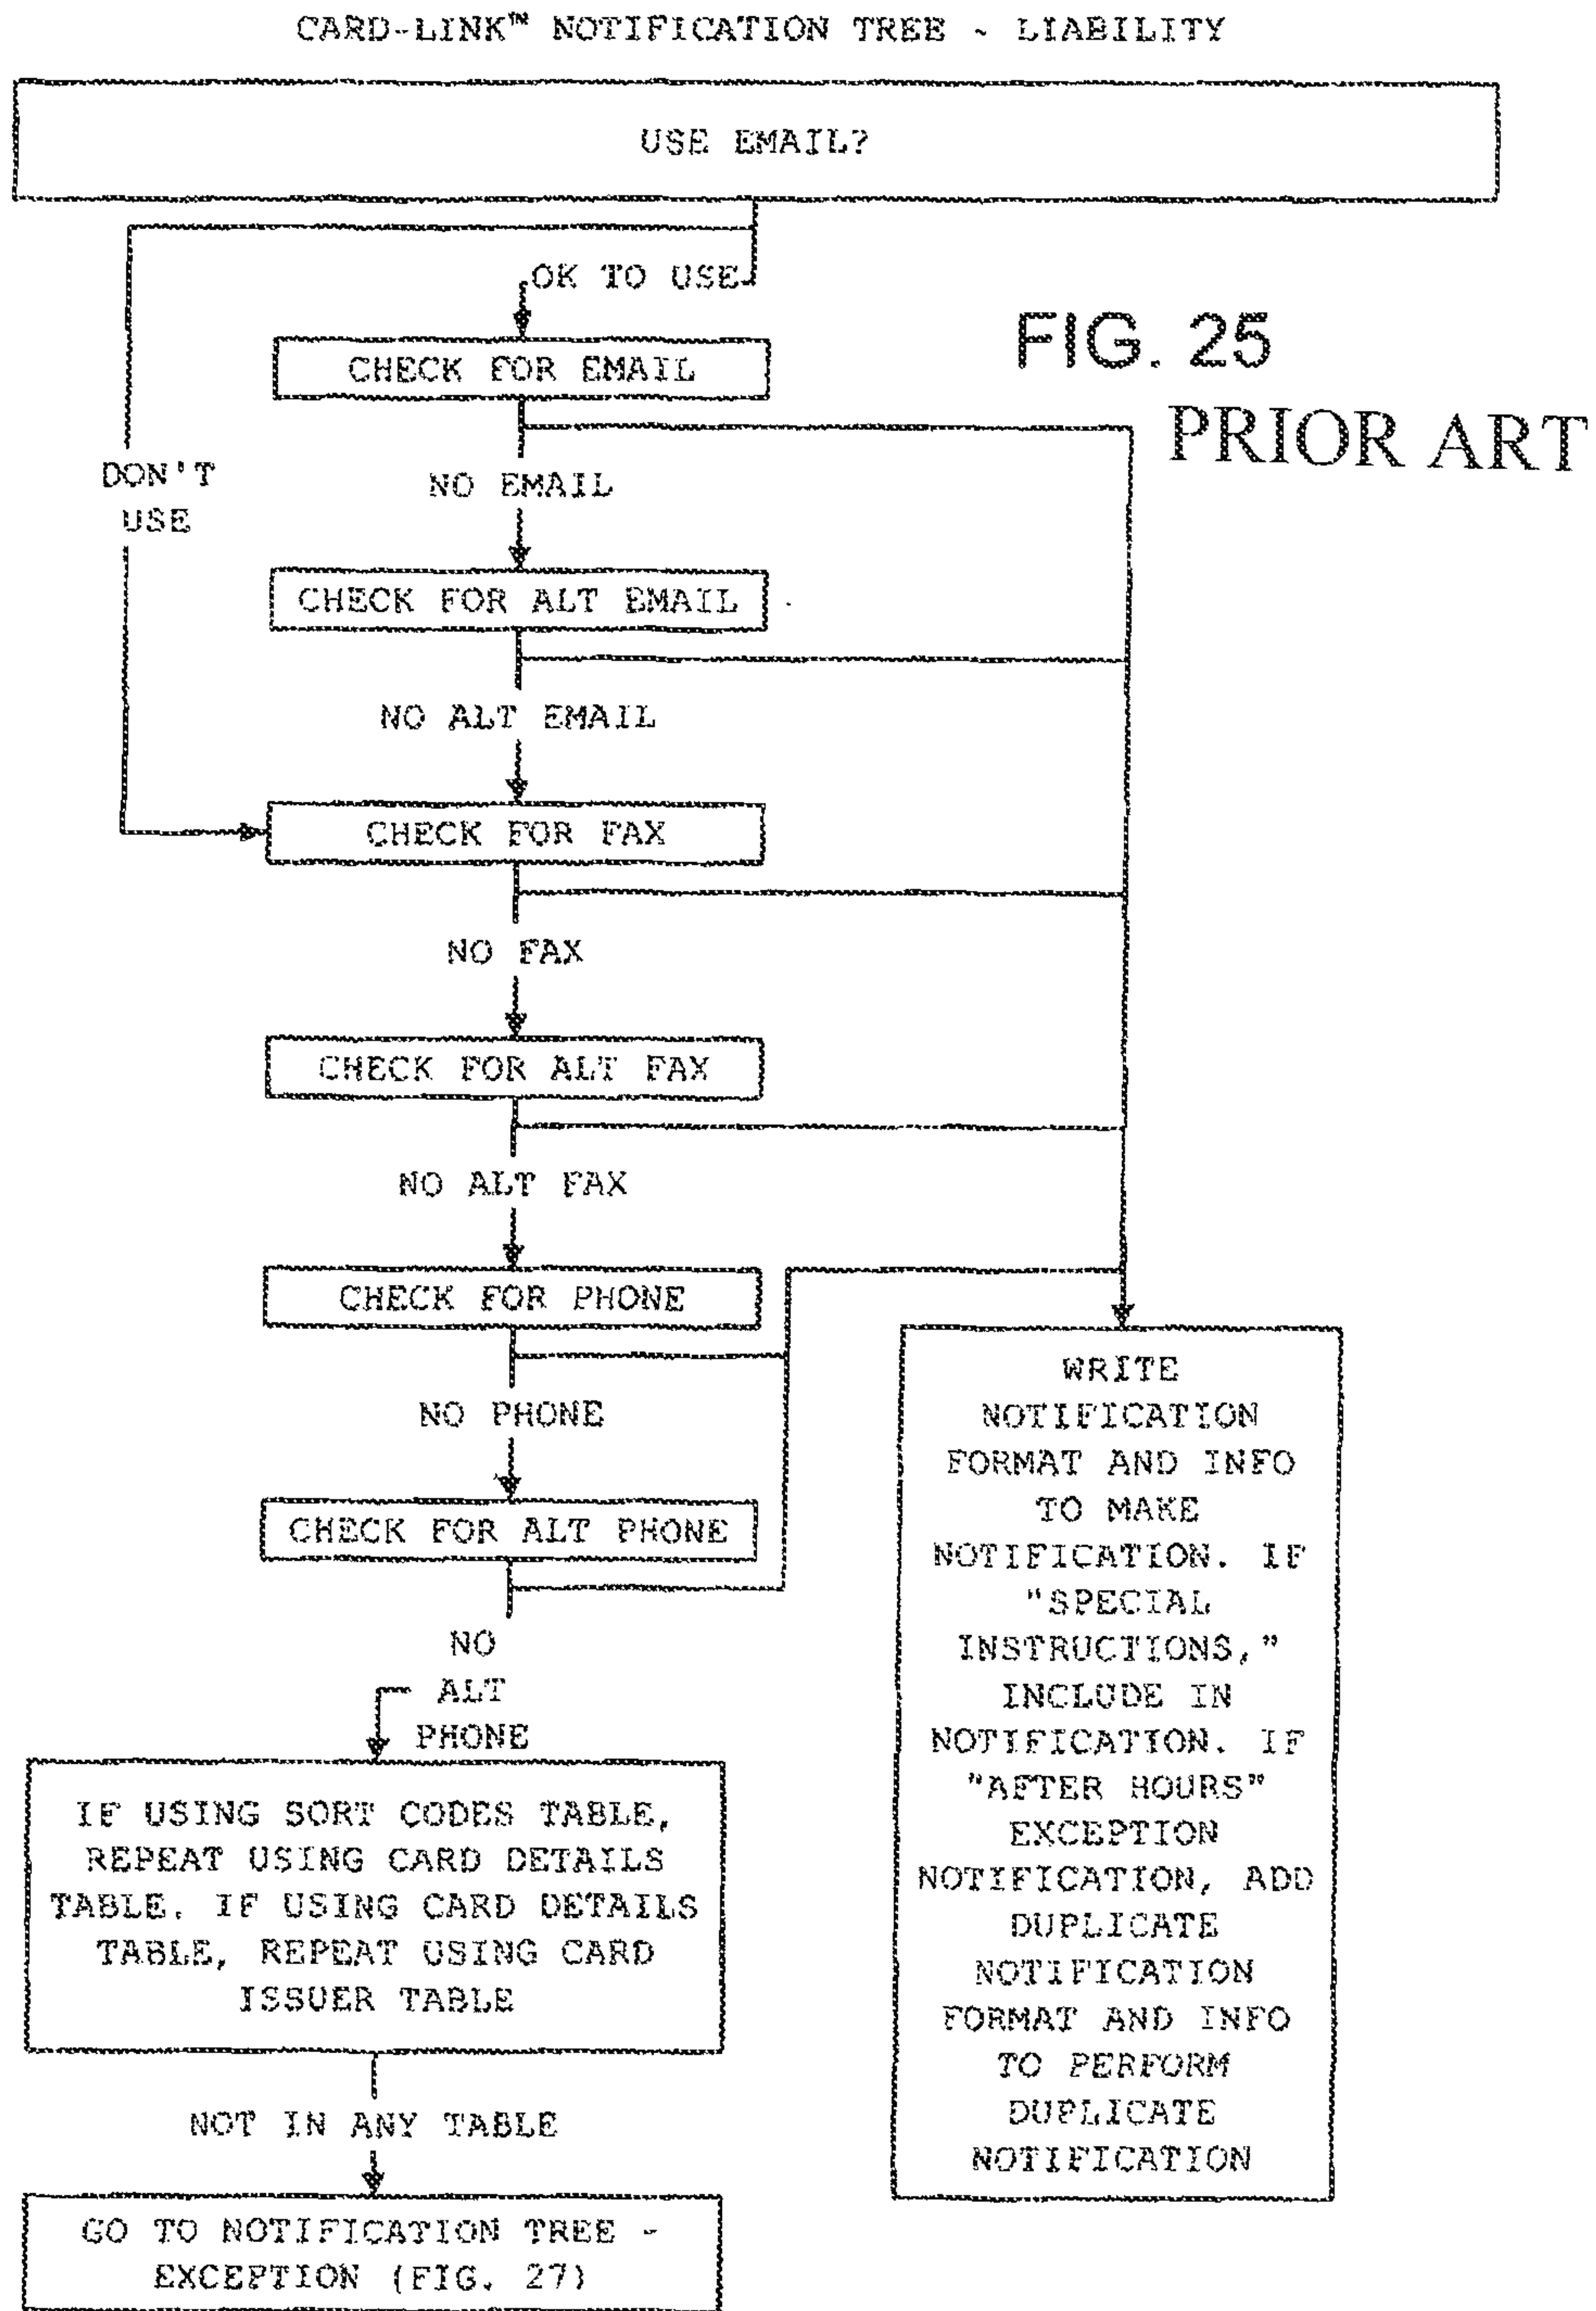 CARD-LINK™ NOTIFICATION TREE - LIABILITY
USE EMAIL?
OK TO USE
FIG. 25
CHECK FOR EMAIL
PRIOR ART
DON'T
USE
NO EMAIL
CHECK FOR ALT EMAIL
NO ALT EMAIL
CHECK FOR FAX
NO FAX
CHECK FOR ALT FAX
NO ALT FAX
CHECK FOR PHONE
NO PHONE
CHECK FOR ALT PHONE
NO
ALT
PHONE
IF USING SORT CODES TABLE,
REPEAT USING CARD DETAILS
TABLE. IF USING CARD DETAILS
TABLE, REPEAT USING CARD
ISSUER TABLE
NOT IN ANY TABLE
GO TO NOTIFICATION TREE -
EXCEPTION (FIG. 27)
WRITE
NOTIFICATION
FORMAT AND INFO
TO MAKE
NOTIFICATION. IF
"SPECIAL
INSTRUCTIONS,"
INCLUDE IN
NOTIFICATION. IF
"AFTER HOURS"
EXCEPTION
NOTIFICATION, ADD
DUPLICATE
NOTIFICATION
FORMAT AND INFO
TO PERFORM
DUPLICATE
NOTIFICATION